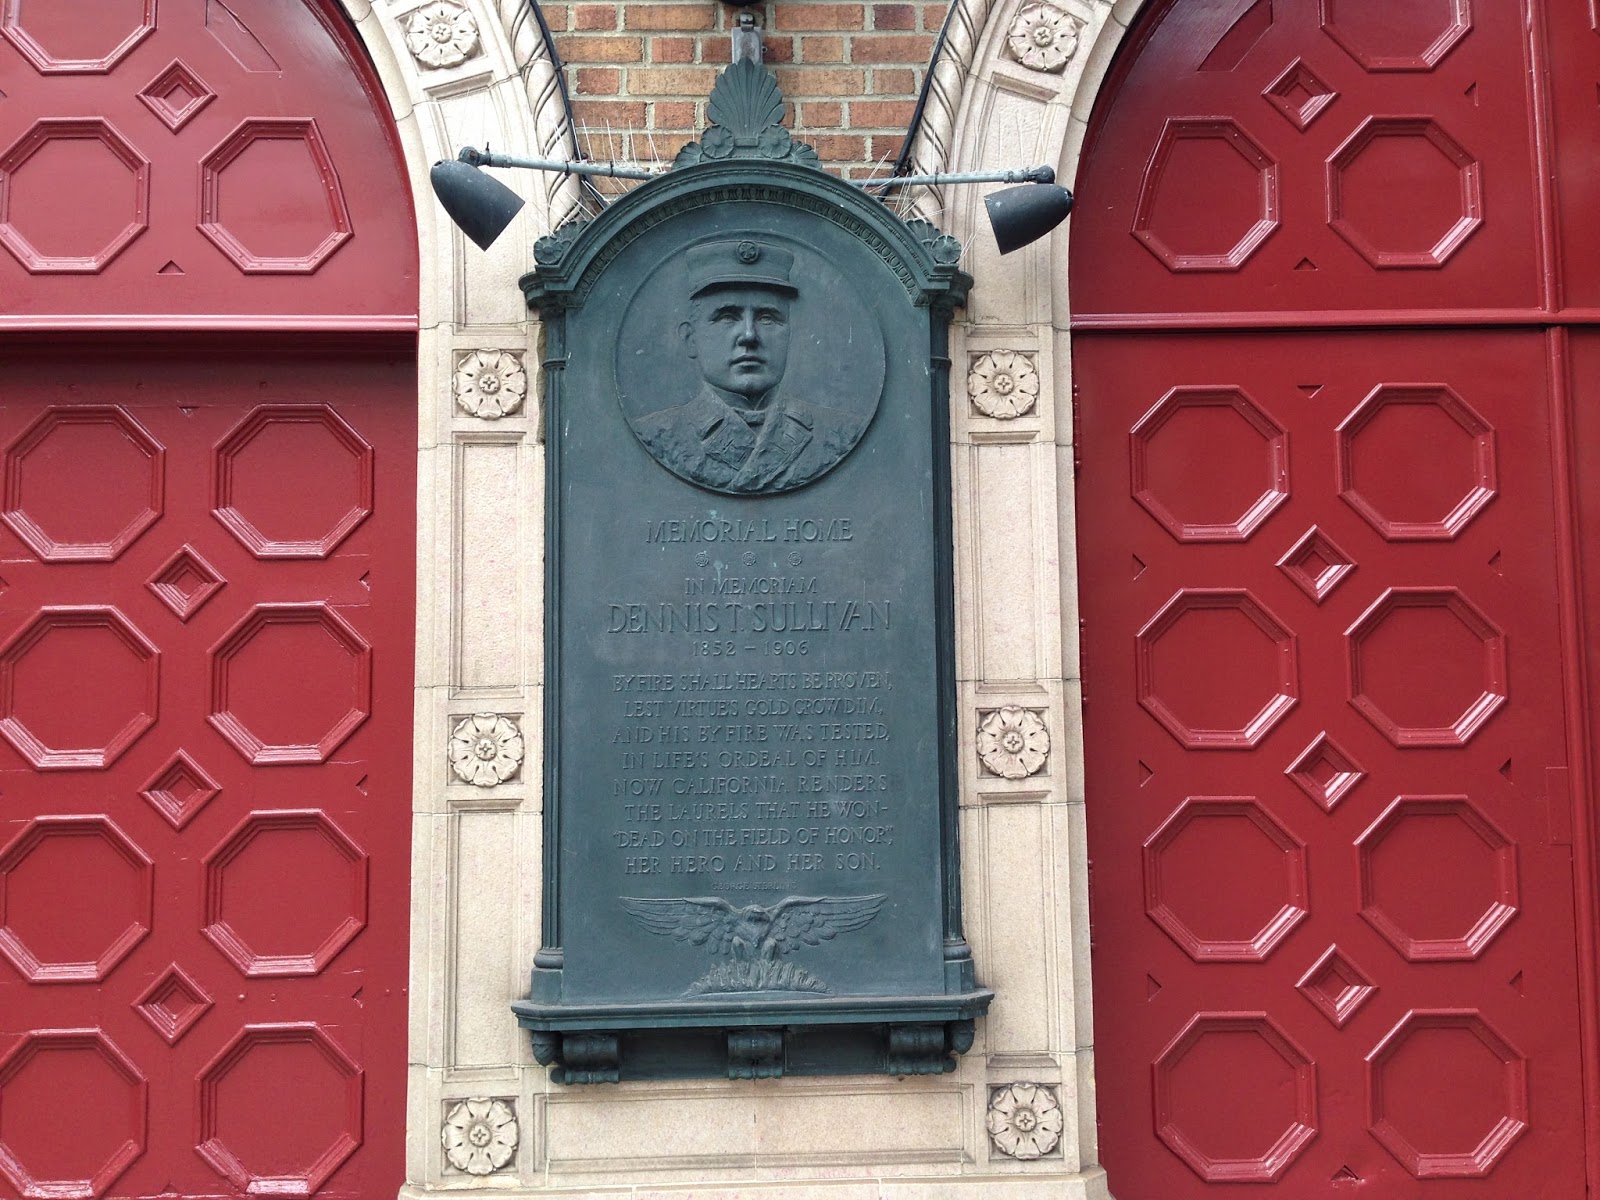 MEMORIAL HOME
IN MEMORIAM
DENNIS T. SULLIVAN
1852 – 1906
BY FIRE SHALL HEARTS BE PROVEN,
LEST VIRTUE'S GOLD GROW DIM,
AND HIS BY FIRE WAS TESTED,
IN LIFE'S ORDEAL OF HIM.
NOW CALIFORNIA RENDERS
THE LAURELS THAT HE WON–
"DEAD ON THE FIELD OF HONOR",
HER HERO AND HER SON.
GEORGE STERLING